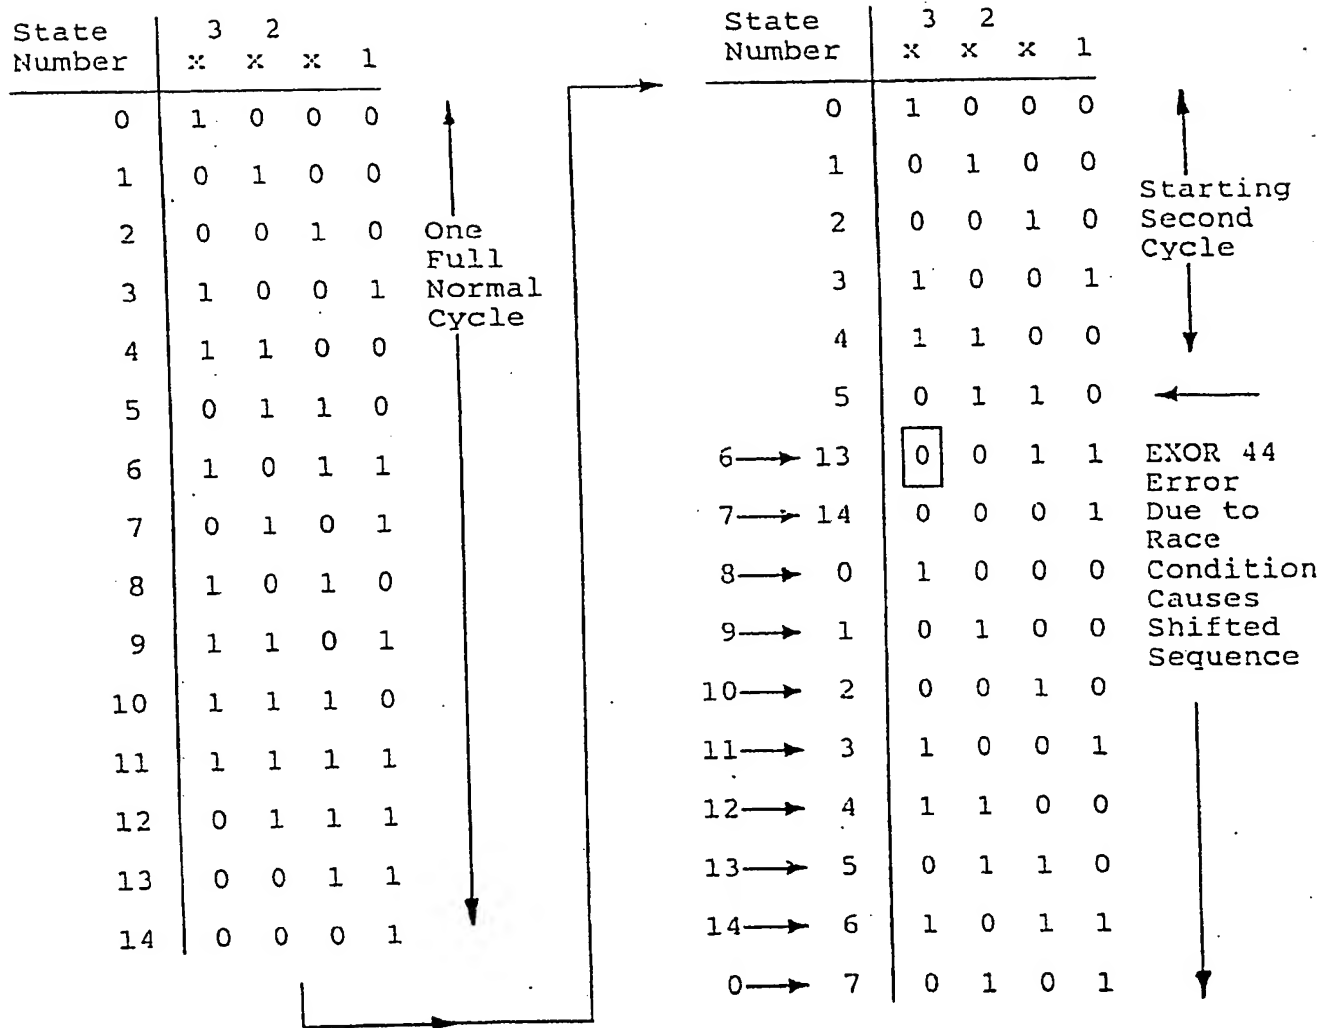 3 2
State
Number x x x 1
0 1 0 0 0
1 0 1 0 0
2 0 0 1 0
3 1 0 0 1
4 1 1 0 0
5 0 1 1 0
6 1 0 1 1
7 0 1 0 1
8 1 0 1 0
9 1 1 0 1
10 1 1 1 0
11 1 1 1 1
12 0 1 1 1
13 0 0 1 1
14 0 0 0 1
One
Full
Normal
Cycle
3 2
State
Number x x x 1
0 1 0 0 0
1 0 1 0 0
2 0 0 1 0
3 1 0 0 1
4 1 1 0 0
5 0 1 1 0
6 → 13 0 0 1 1
7 → 14 0 0 0 1
8 → 0 1 0 0 0
9 → 1 0 1 0 0
10 → 2 0 0 1 0
11 → 3 1 0 0 1
12 → 4 1 1 0 0
13 → 5 0 1 1 0
14 → 6 1 0 1 1
0 → 7 0 1 0 1
Starting
Second
Cycle
EXOR 44
Error
Due to
Race
Condition
Causes
Shifted
Sequence